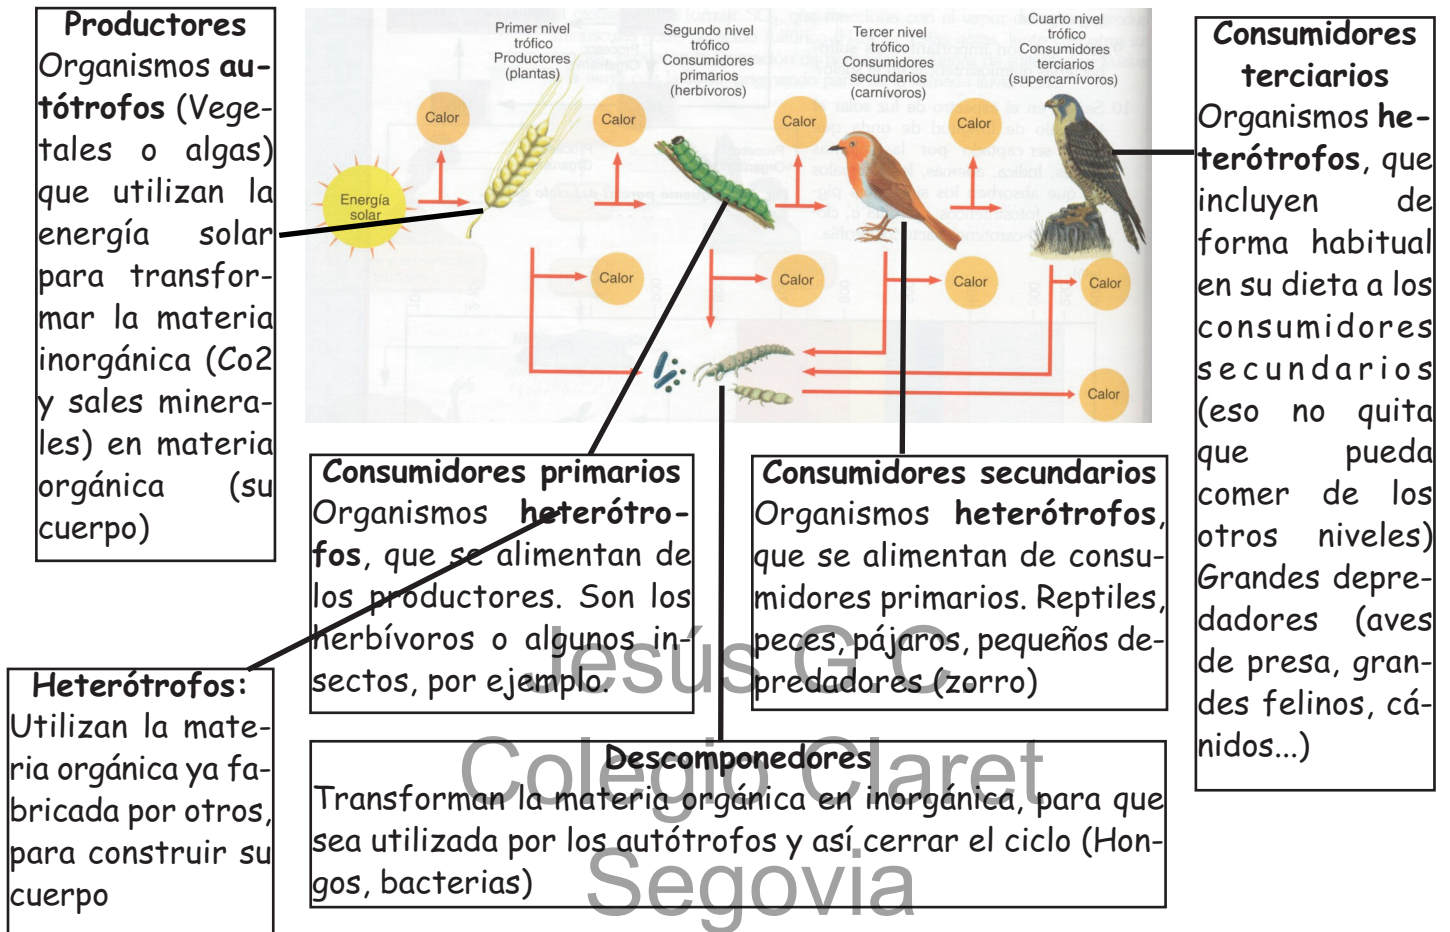 Productores
Organismos au-
tótrofos (Vege-
tales o algas)
que utilizan la
energía solar
para transfor-
mar la materia
inorgánica (Co2
y sales minera-
les) en materia
orgánica (su
cuerpo)
Primer nivel
trófico
Productores
(plantas)
Segundo nivel
trófico
Consumidores
primarios
(herbívoros)
Tercer nivel
trófico
Consumidores
secundarios
(carnívoros)
Cuarto nivel
trófico
Consumidores
terciarios
(supercarnívoros)
Calor
Calor
Calor
Calor
Energía
solar
Calor
Calor
Calor
Calor
Calor
Consumidores
terciarios
Organismos he-
terótrofos, que
incluyen de
forma habitual
en su dieta a los
consumidores
secundarios
(eso no quita
que pueda
comer de los
otros niveles)
Grandes depre-
dadores (aves
de presa, gran-
des felinos, cá-
nidos...)
Consumidores primarios
Organismos heterótro-
fos, que se alimentan de
los productores. Son los
herbívoros o algunos in-
sectos, por ejemplo.
Consumidores secundarios
Organismos heterótrofos,
que se alimentan de consu-
midores primarios. Reptiles,
peces, pájaros, pequeños de-
predadores (zorro)
Heterótrofos:
Utilizan la mate-
ria orgánica ya fa-
bricada por otros,
para construir su
cuerpo
Descomponedores
Transforman la materia orgánica en inorgánica, para que
sea utilizada por los autótrofos y así cerrar el ciclo (Hon-
gos, bacterias)
Jesús G.C.
Colegio Claret
Segovia